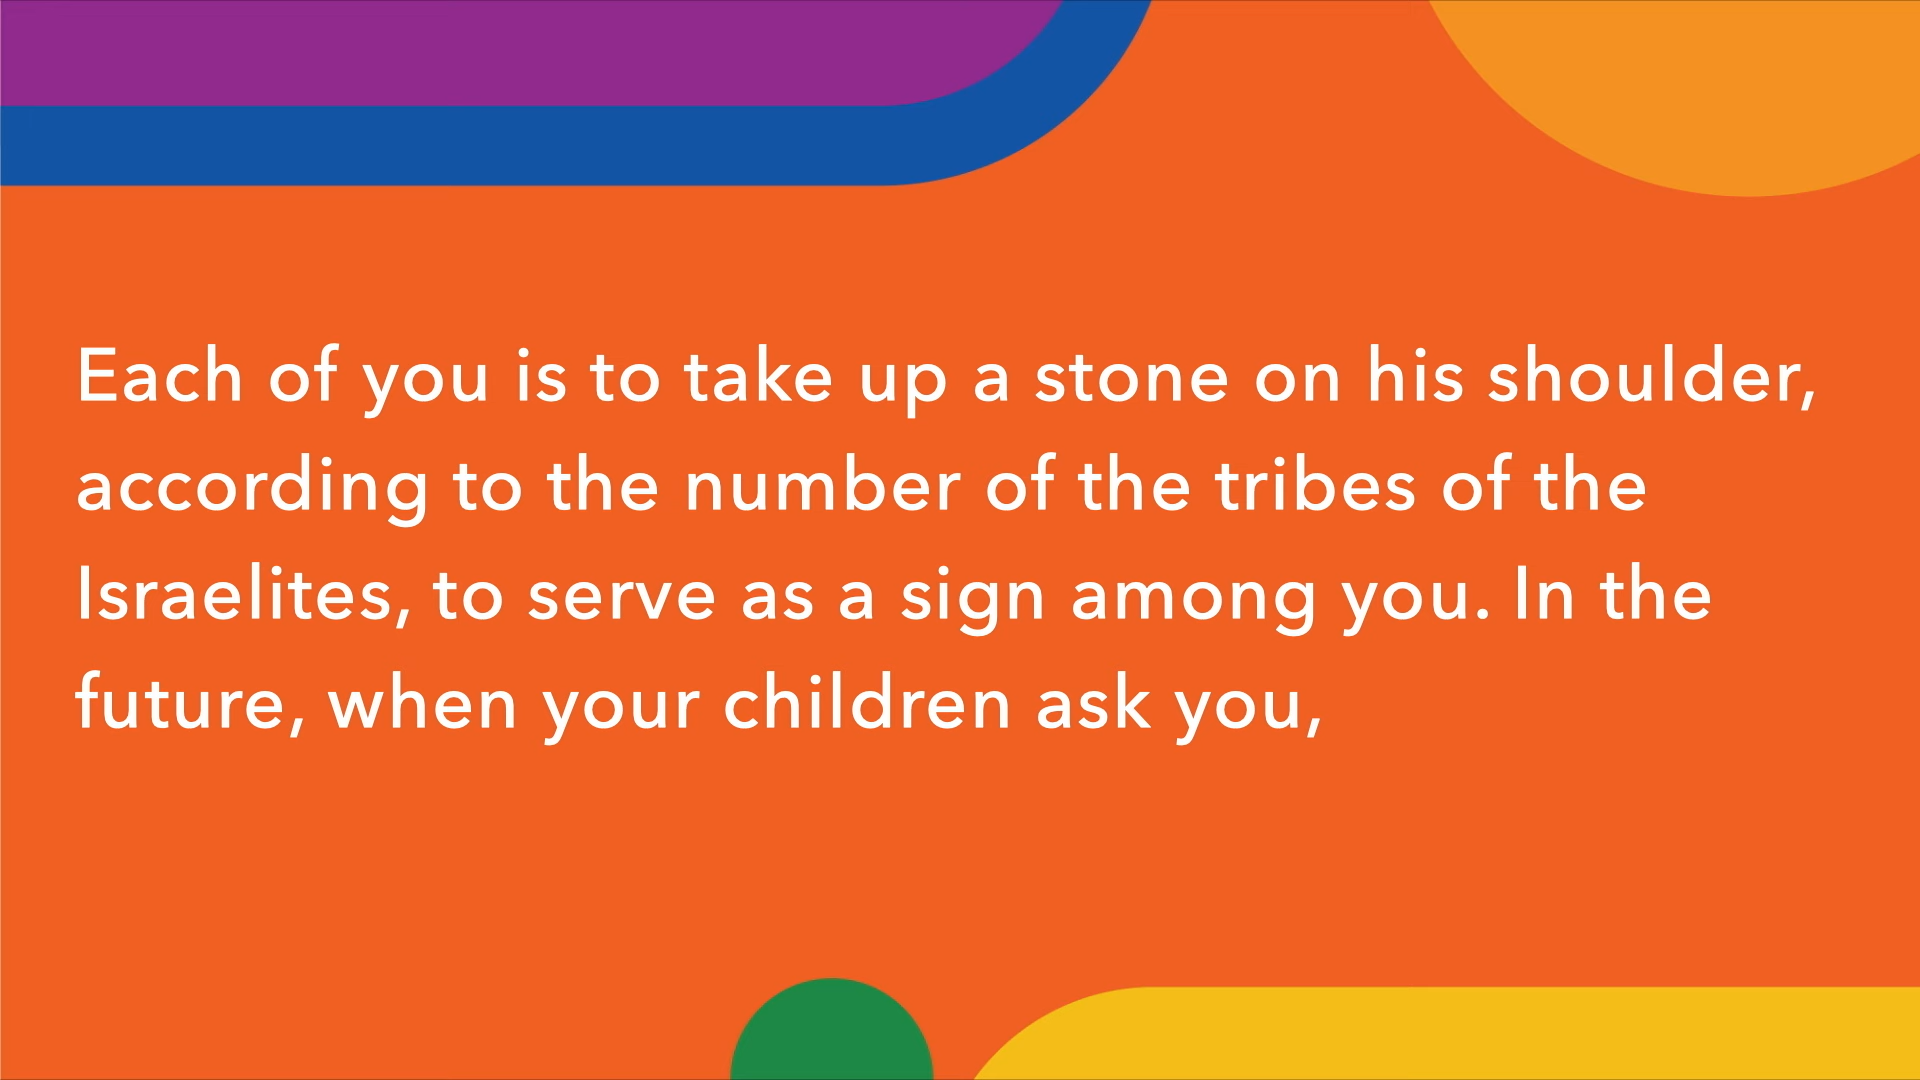 Each of you is to take up a stone on his shoulder,
according to the number of the tribes of the
Israelites, to serve as a sign among you. In the
future, when your children ask you,